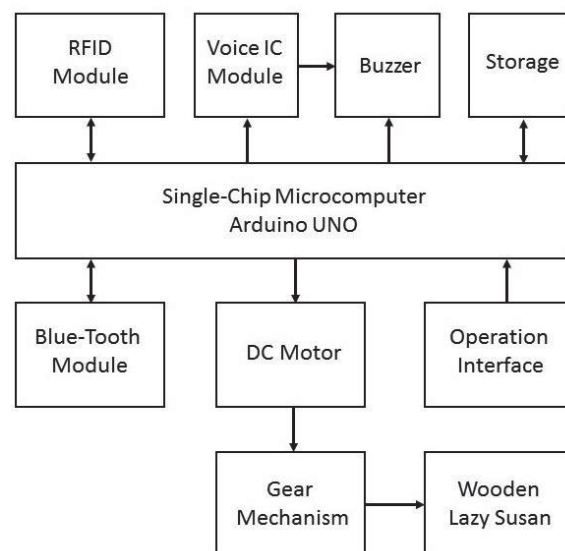 RFID
Module
Voice IC
Module
Buzzer
Storage
Single-Chip Microcomputer
Arduino UNO
Blue-Tooth
Module
DC Motor
Operation
Interface
Gear
Mechanism
Wooden
Lazy Susan